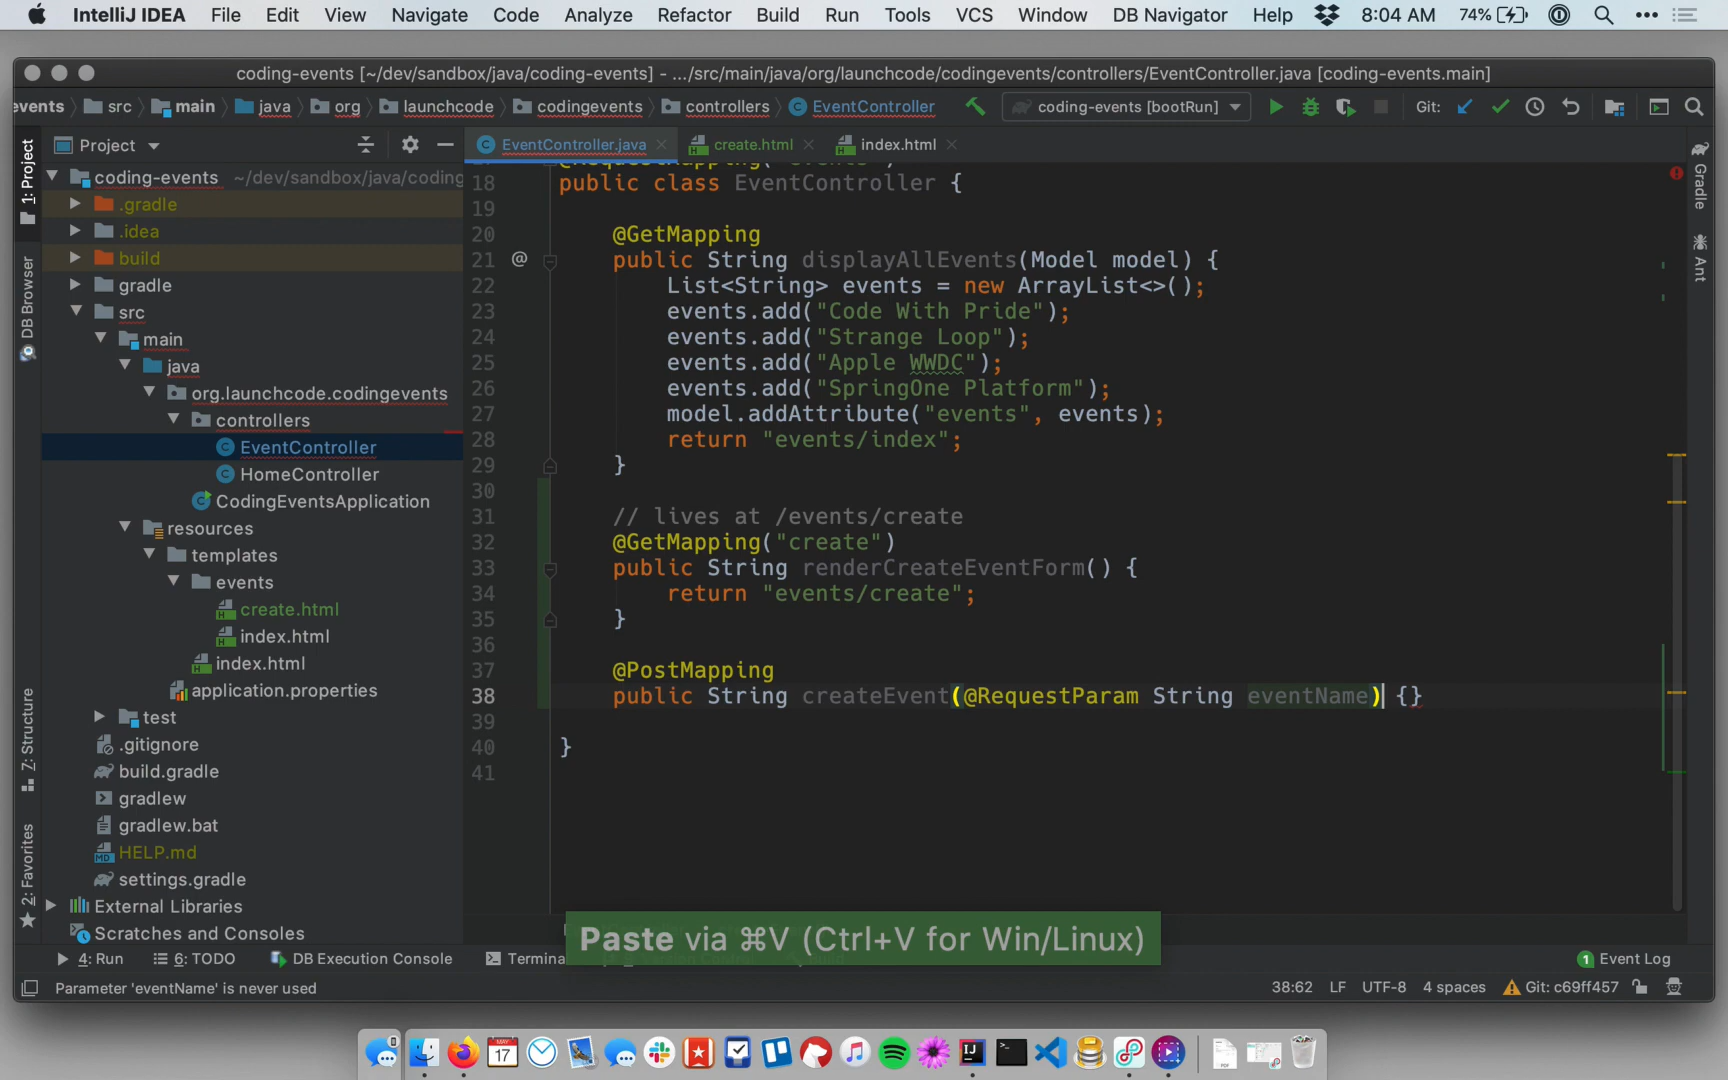 IntelliJ IDEA File Edit View Navigate Code Analyze Refactor Build Run Tools VCS Window DB Navigator Help 8:04 AM 74%
coding-events [~/dev/sandbox/java/coding-events] - .../src/main/java/org/launchcode/codingevents/controllers/EventController.java [coding-events.main]
events src main java org launchcode codingevents controllers EventController coding-events [bootRun] Git:
Project EventController.java create.html index.html
1: Project
DB Browser
7: Structure
2: Favorites
coding-events ~/dev/sandbox/java/coding
.gradle
.idea
build
gradle
src
main
java
org.launchcode.codingevents
controllers
EventController
HomeController
CodingEventsApplication
resources
templates
events
create.html
index.html
index.html
application.properties
test
.gitignore
build.gradle
gradlew
gradlew.bat
HELP.md
settings.gradle
External Libraries
Scratches and Consoles
18 public class EventController {
19
20 @GetMapping
21 public String displayAllEvents(Model model) {
22 List<String> events = new ArrayList<>();
23 events.add("Code With Pride");
24 events.add("Strange Loop");
25 events.add("Apple WWDC");
26 events.add("SpringOne Platform");
27 model.addAttribute("events", events);
28 return "events/index";
29 }
30
31 // lives at /events/create
32 @GetMapping("create")
33 public String renderCreateEventForm() {
34 return "events/create";
35 }
36
37 @PostMapping
38 public String createEvent(@RequestParam String eventName) {}
39
40 }
41
Gradle
Ant
Paste via ⌘V (Ctrl+V for Win/Linux)
4: Run 6: TODO DB Execution Console Termina 1 Event Log
Parameter 'eventName' is never used 38:62 LF UTF-8 4 spaces Git: c69ff457
MAY
17